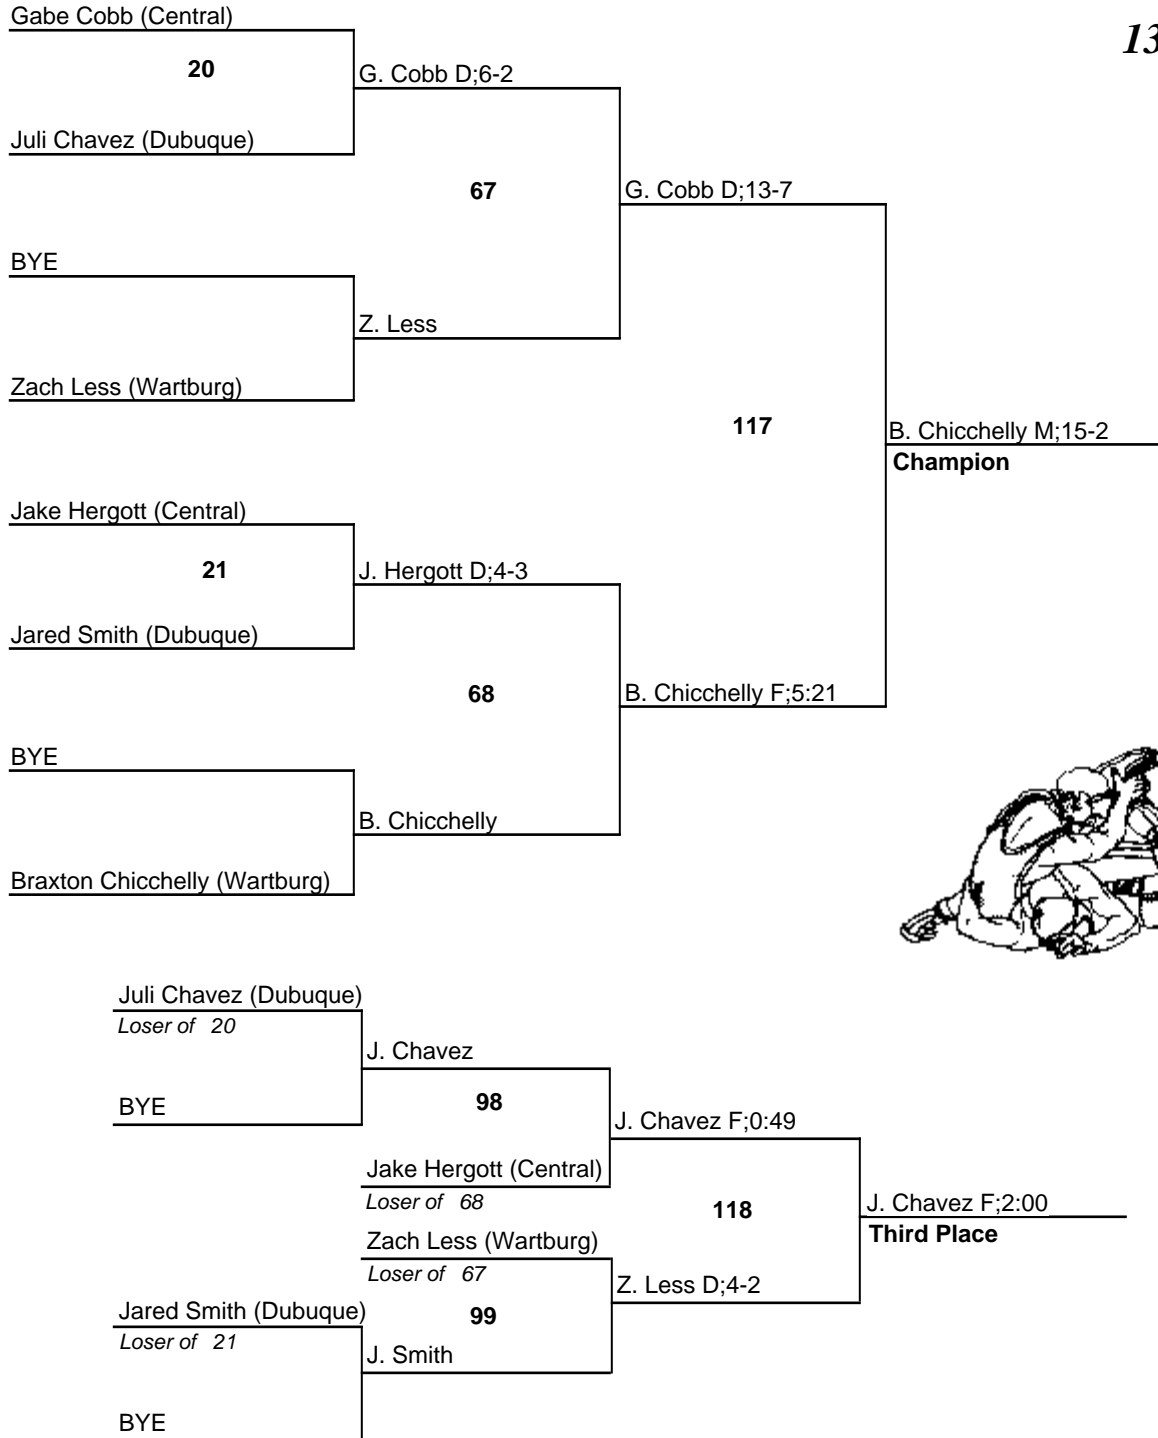 Gabe Cobb (Central)
13
20
G. Cobb D;6-2
Juli Chavez (Dubuque)
67
G. Cobb D;13-7
BYE
Z. Less
Zach Less (Wartburg)
117
B. Chicchelly M;15-2
Champion
Jake Hergott (Central)
21
J. Hergott D;4-3
Jared Smith (Dubuque)
68
B. Chicchelly F;5:21
BYE
B. Chicchelly
Braxton Chicchelly (Wartburg)
Juli Chavez (Dubuque)
Loser of 20
J. Chavez
BYE
98
J. Chavez F;0:49
Jake Hergott (Central)
Loser of 68
118
J. Chavez F;2:00
Third Place
Zach Less (Wartburg)
Loser of 67
Z. Less D;4-2
Jared Smith (Dubuque)
99
Loser of 21
J. Smith
BYE